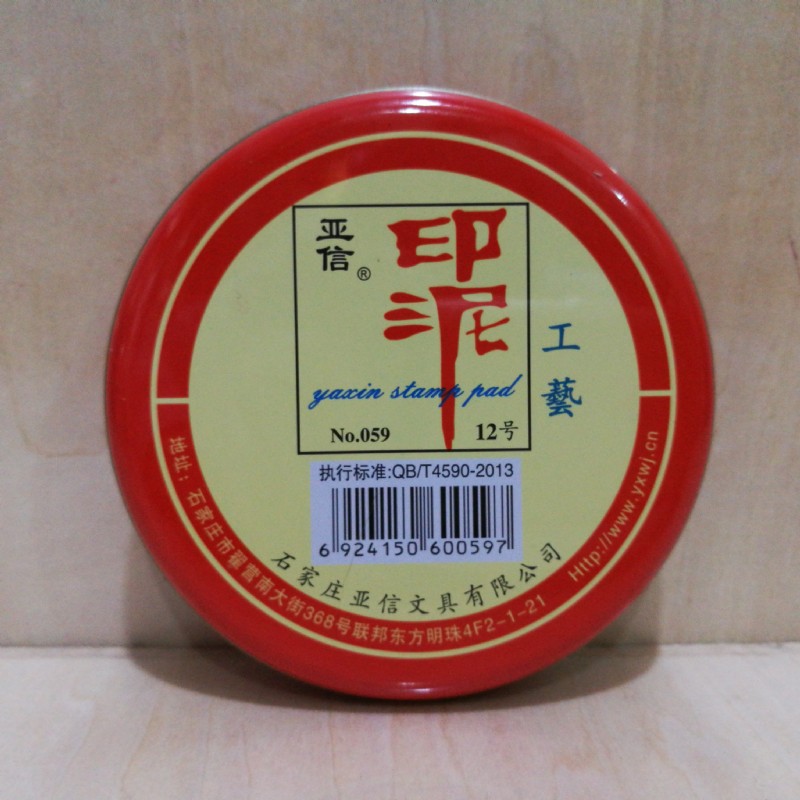 亚信®
印泥
工藝
yaxin stamp pad
No.059 12号
执行标准:QB/T4590-2013
6 924150 600597
石家庄亚信文具有限公司
地址：石家庄市翟营南大街368号联邦东方明珠4F2-1-21 Http://www.yxwj.cn